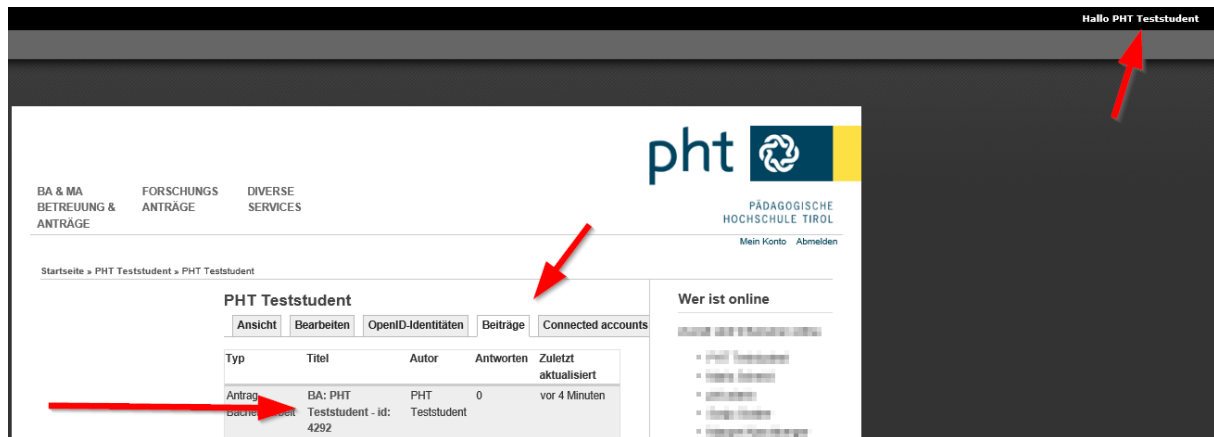 Hallo PHT Teststudent
pht
BA & MA
BETREUUNG &
ANTRÄGE
FORSCHUNGS
ANTRÄGE
DIVERSE
SERVICES
PÄDAGOGISCHE
HOCHSCHULE TIROL
Mein Konto Abmelden
Startseite » PHT Teststudent » PHT Teststudent
PHT Teststudent
Ansicht Bearbeiten OpenID-Identitäten Beiträge Connected accounts
Typ Titel Autor Antworten Zuletzt
aktualisiert
Antrag BA: PHT PHT 0 vor 4 Minuten
Teststudent - id: Teststudent
4292
Wer ist online